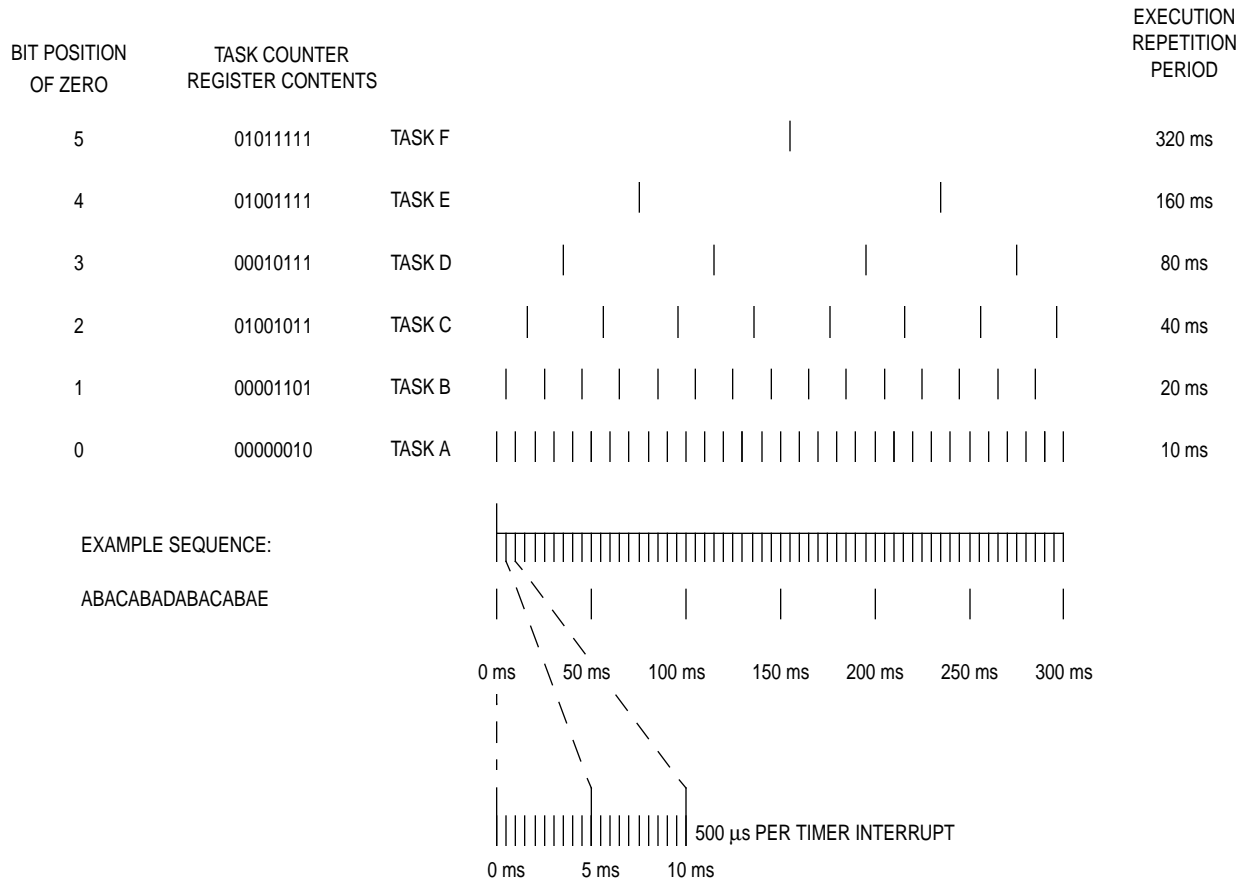 BIT POSITION
OF ZERO
TASK COUNTER
REGISTER CONTENTS
EXECUTION
REPETITION
PERIOD
5 01011111 TASK F 320 ms
4 01001111 TASK E 160 ms
3 00010111 TASK D 80 ms
2 01001011 TASK C 40 ms
1 00001101 TASK B 20 ms
0 00000010 TASK A 10 ms
EXAMPLE SEQUENCE:
ABACABADABACABAE
0 ms 50 ms 100 ms 150 ms 200 ms 250 ms 300 ms
500 µs PER TIMER INTERRUPT
0 ms 5 ms 10 ms